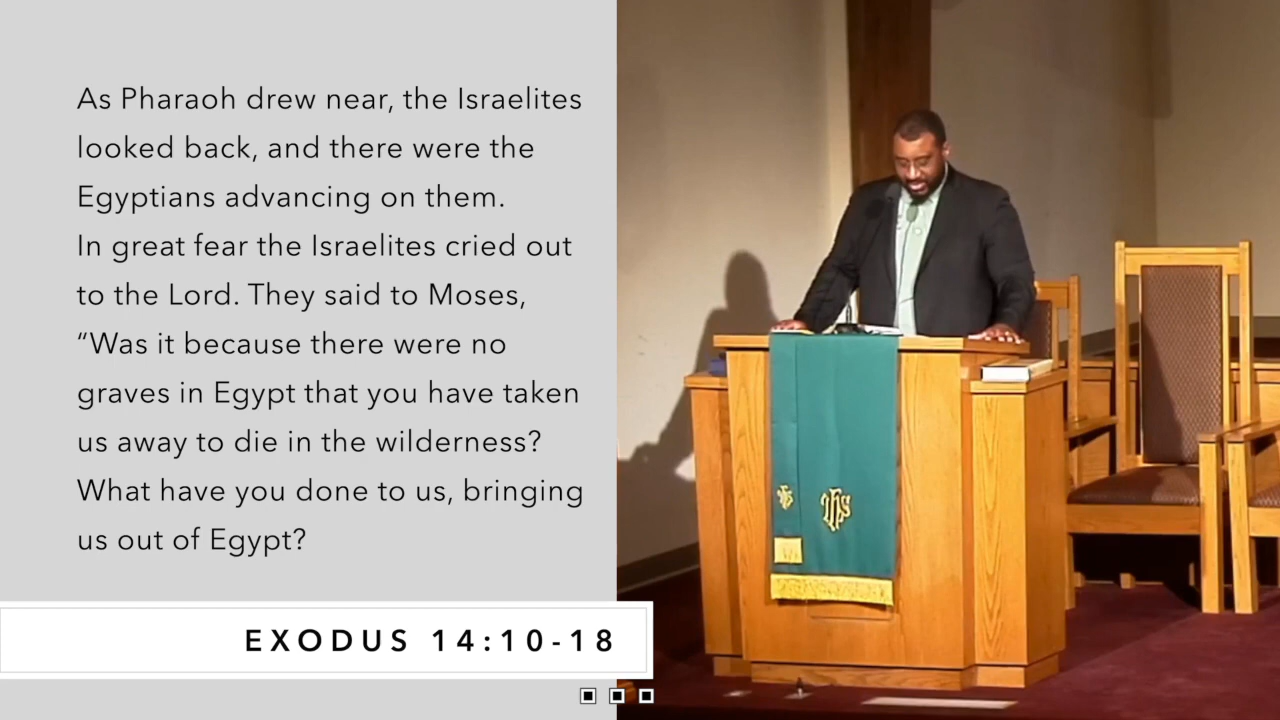 As Pharaoh drew near, the Israelites
looked back, and there were the
Egyptians advancing on them.
In great fear the Israelites cried out
to the Lord. They said to Moses,
“Was it because there were no
graves in Egypt that you have taken
us away to die in the wilderness?
What have you done to us, bringing
us out of Egypt?
EXODUS 14:10-18
IHS